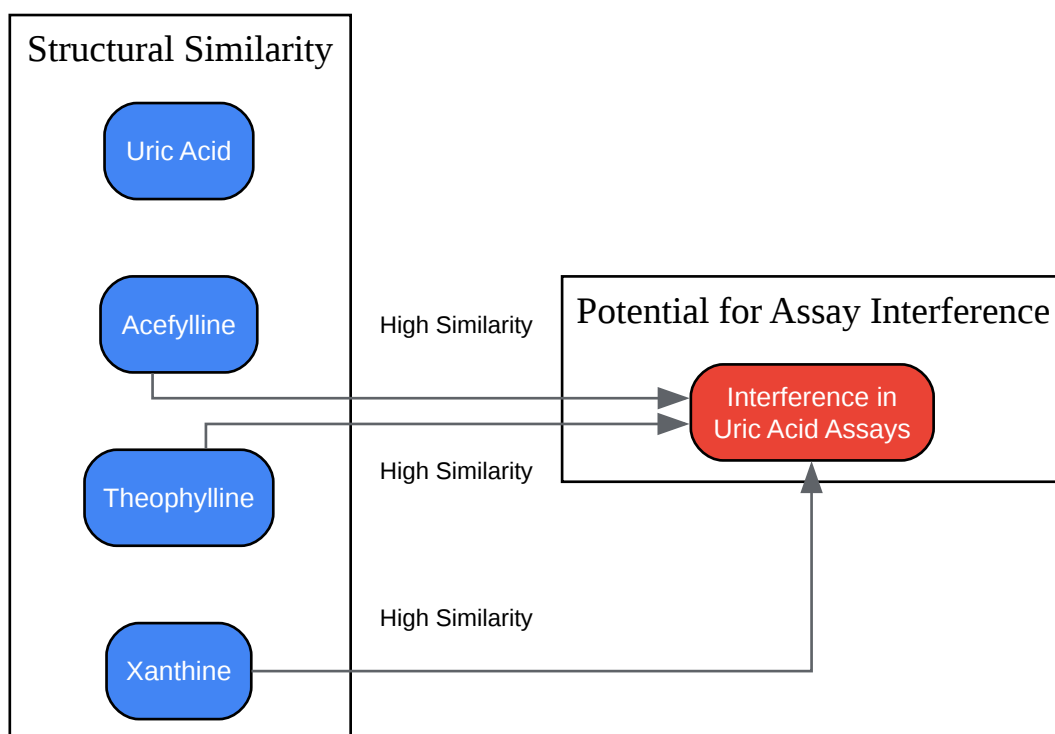 Structural Similarity
Uric Acid
Acefylline
High Similarity
Potential for Assay Interference
Interference in
Uric Acid Assays
Theophylline
High Similarity
Xanthine
High Similarity